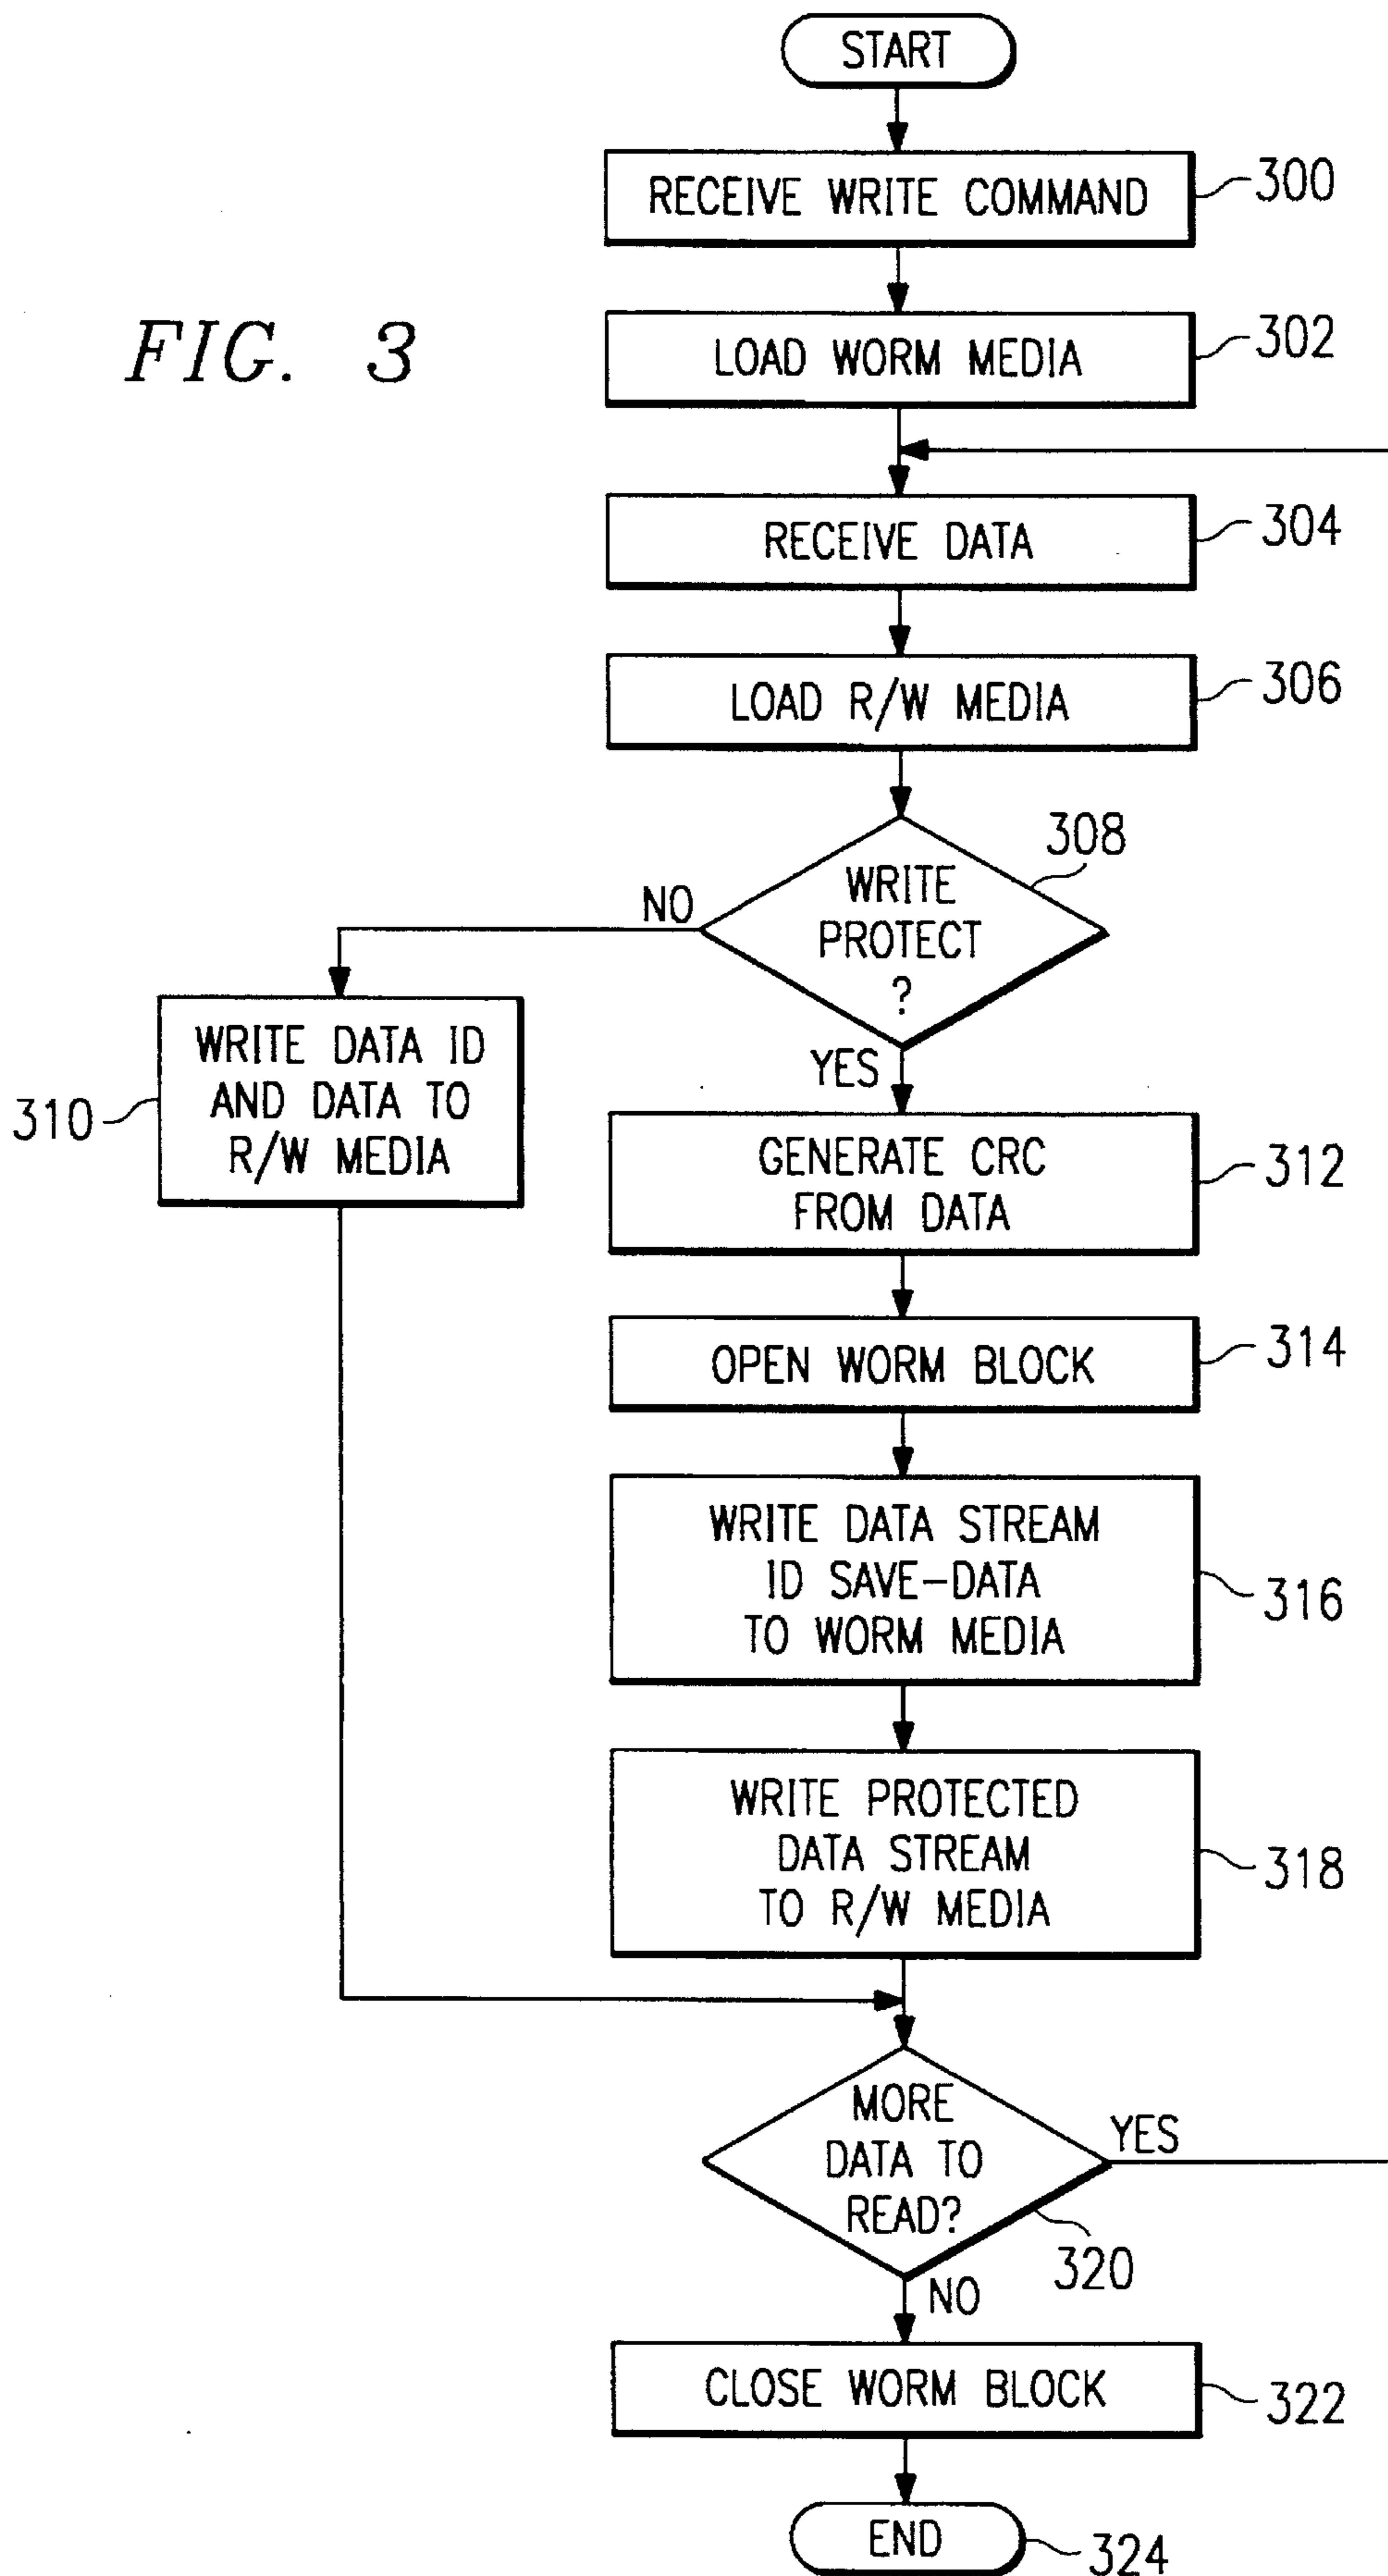 START
RECEIVE WRITE COMMAND
300
FIG. 3
LOAD WORM MEDIA
302
RECEIVE DATA
304
LOAD R/W MEDIA
306
308
WRITE
PROTECT
?
NO
YES
WRITE DATA ID
AND DATA TO
R/W MEDIA
310
GENERATE CRC
FROM DATA
312
OPEN WORM BLOCK
314
WRITE DATA STREAM
ID SAVE-DATA
TO WORM MEDIA
316
WRITE PROTECTED
DATA STREAM
TO R/W MEDIA
318
MORE
DATA TO
READ?
YES
320
NO
CLOSE WORM BLOCK
322
END
324